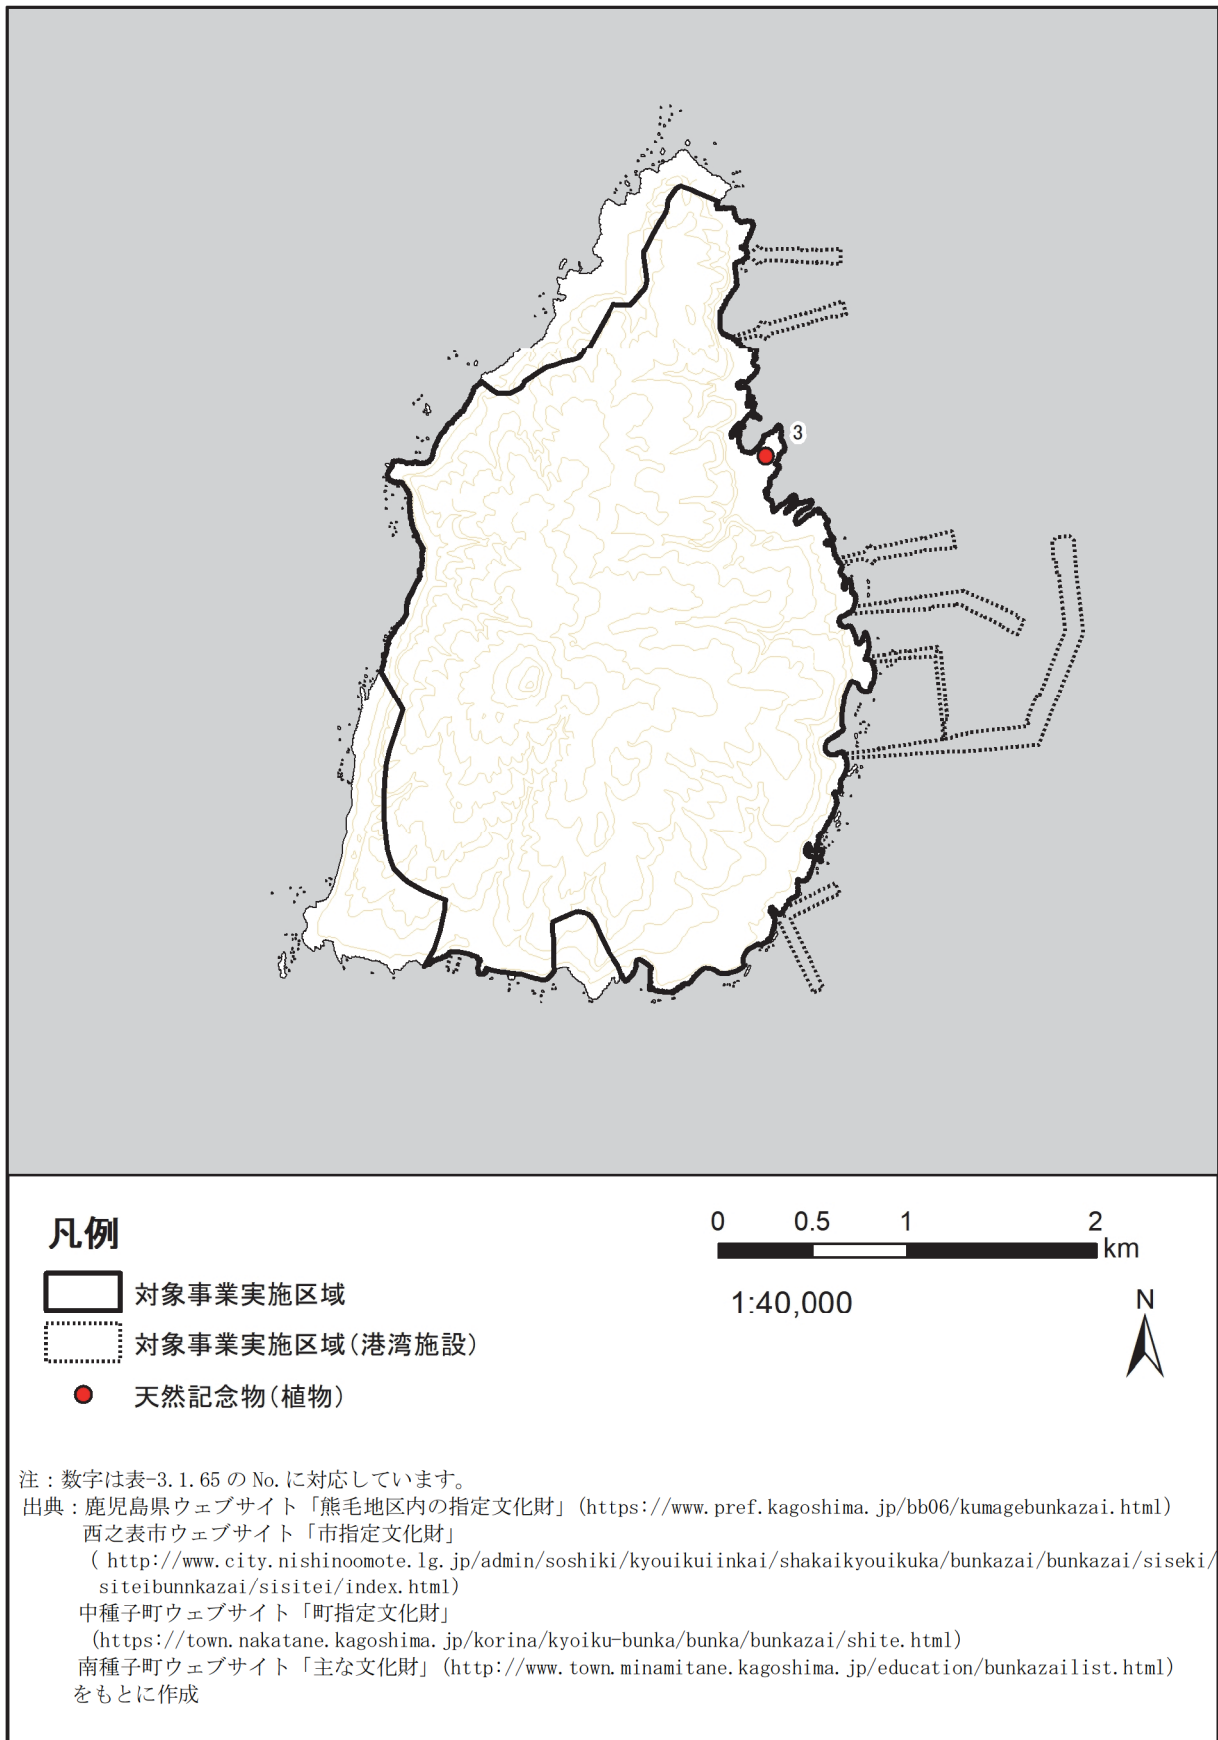 3
凡例
対象事業実施区域
対象事業実施区域(港湾施設)
天然記念物(植物)
0 0.5 1 2
km
1:40,000
N
注：数字は表-3.1.65 の No.に対応しています。
出典：鹿児島県ウェブサイト「熊毛地区内の指定文化財」(https://www.pref.kagoshima.jp/bb06/kumagebunkazai.html)
西之表市ウェブサイト「市指定文化財」
( http://www.city.nishinoomote.lg.jp/admin/soshiki/kyouikuiinkai/shakaikyouikuka/bunkazai/bunkazai/siseki/
siteibunnkazai/sisitei/index.html)
中種子町ウェブサイト「町指定文化財」
(https://town.nakatane.kagoshima.jp/korina/kyoiku-bunka/bunka/bunkazai/shite.html)
南種子町ウェブサイト「主な文化財」(http://www.town.minamitane.kagoshima.jp/education/bunkazailist.html)
をもとに作成